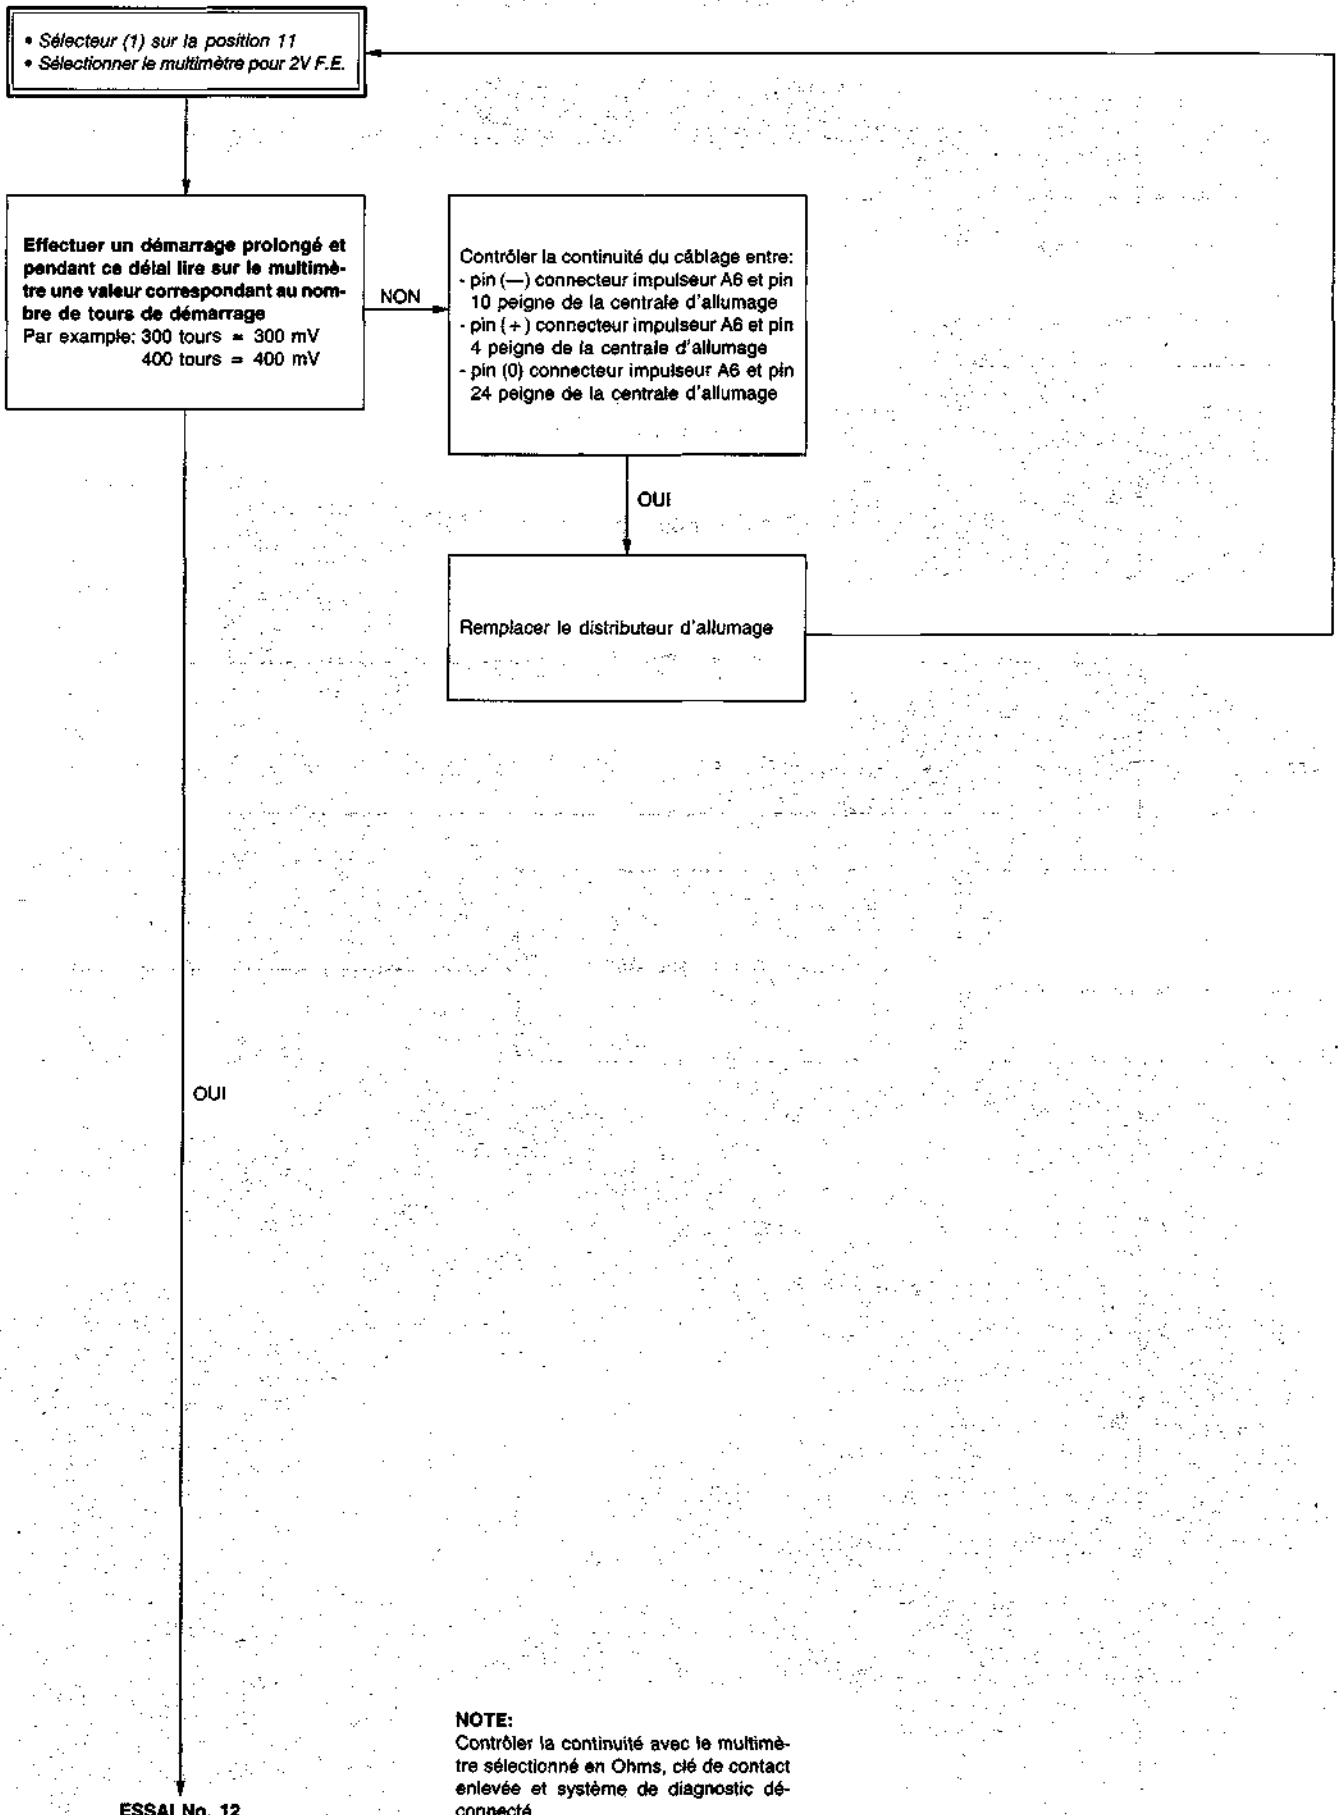 • Sélecteur (1) sur la position 11
• Sélectionner le multimètre pour 2V F.E.
Effectuer un démarrage prolongé et
pendant ce délai lire sur le multimè-
tre une valeur correspondant au nom-
bre de tours de démarrage
Par example: 300 tours = 300 mV
400 tours = 400 mV
NON
Contrôler la continuité du câblage entre:
- pin (—) connecteur impulseur A6 et pin
10 peigne de la centrale d'allumage
- pin (+) connecteur impulseur A6 et pin
4 peigne de la centrale d'allumage
- pin (0) connecteur impulseur A6 et pin
24 peigne de la centrale d'allumage
OUI
Remplacer le distributeur d'allumage
OUI
NOTE:
Contrôler la continuité avec le multimè-
tre sélectionné en Ohms, clé de contact
enlevée et système de diagnostic dé-
connecté
ESSAI No. 12